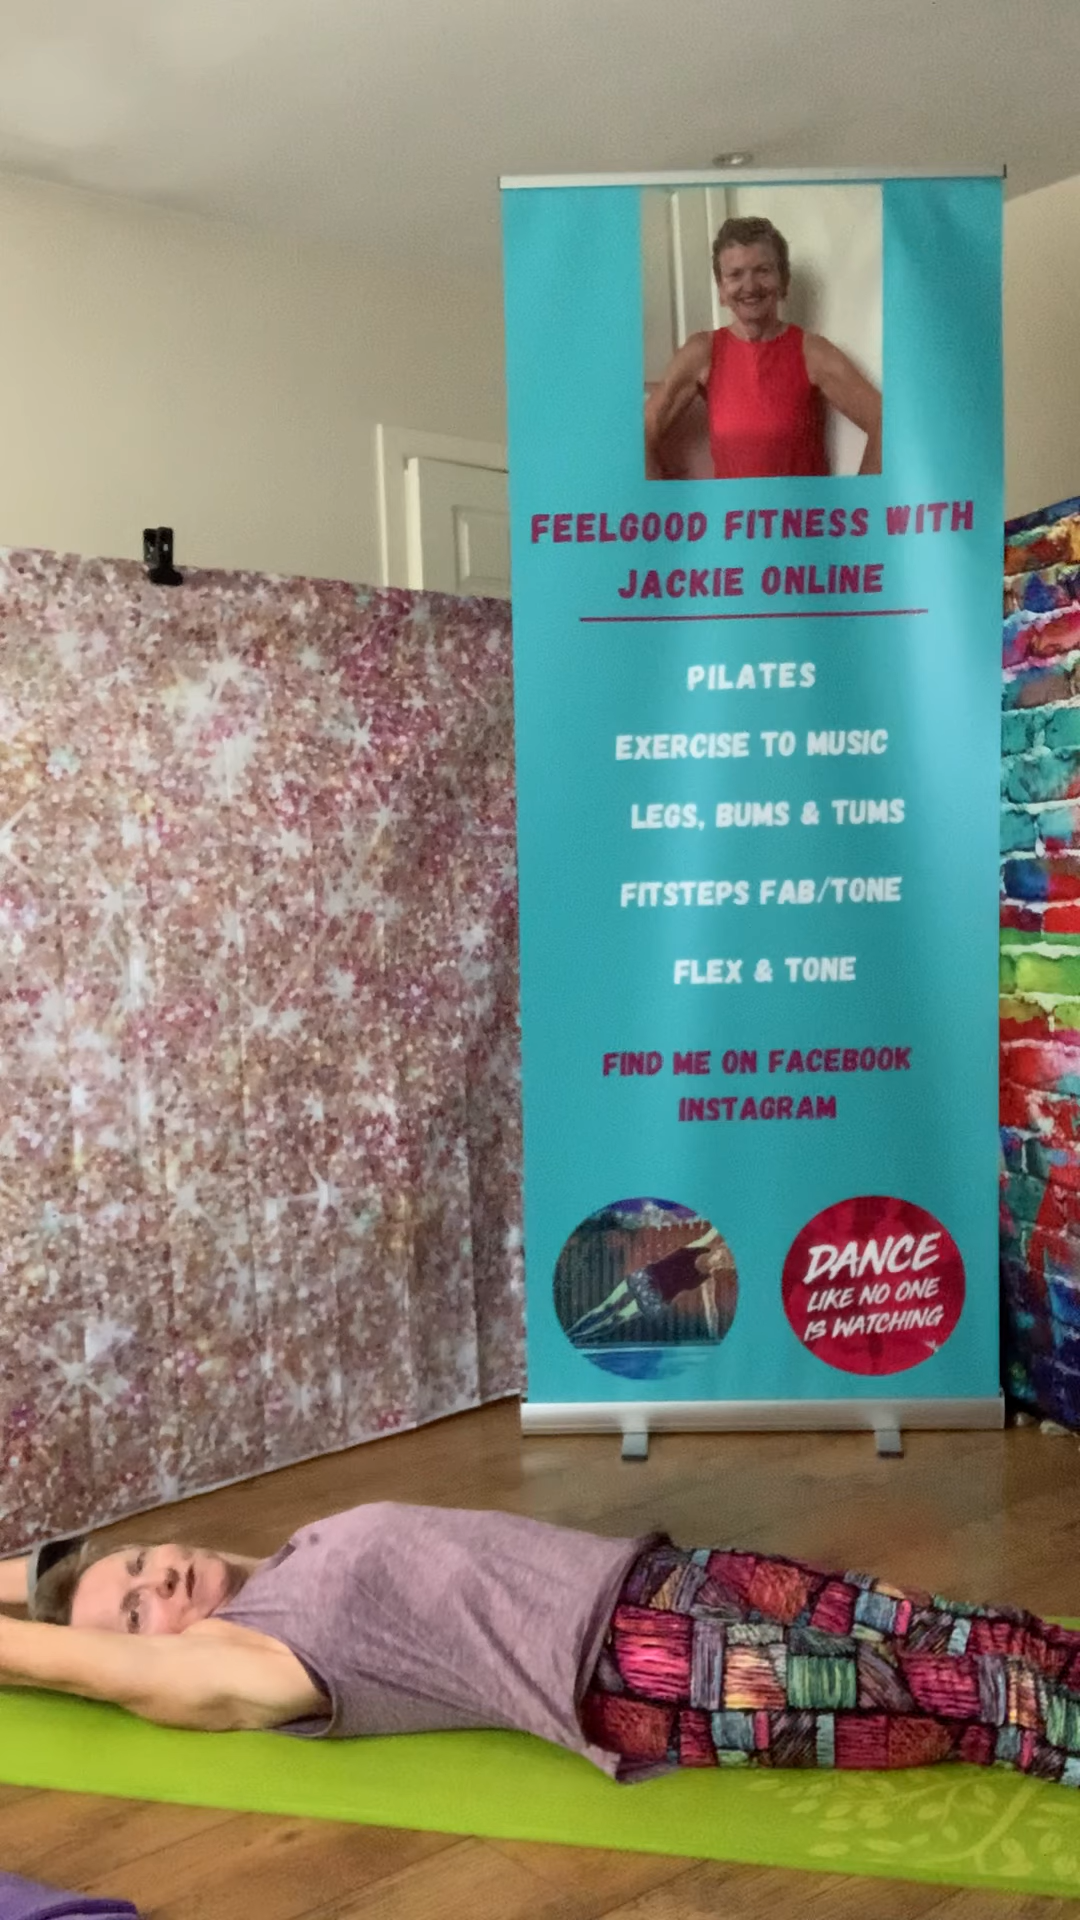 FEELGOOD FITNESS WITH
JACKIE ONLINE
PILATES
EXERCISE TO MUSIC
LEGS, BUMS & TUMS
FITSTEPS FAB/TONE
FLEX & TONE
FIND ME ON FACEBOOK
INSTAGRAM
DANCE
LIKE NO ONE
IS WATCHING